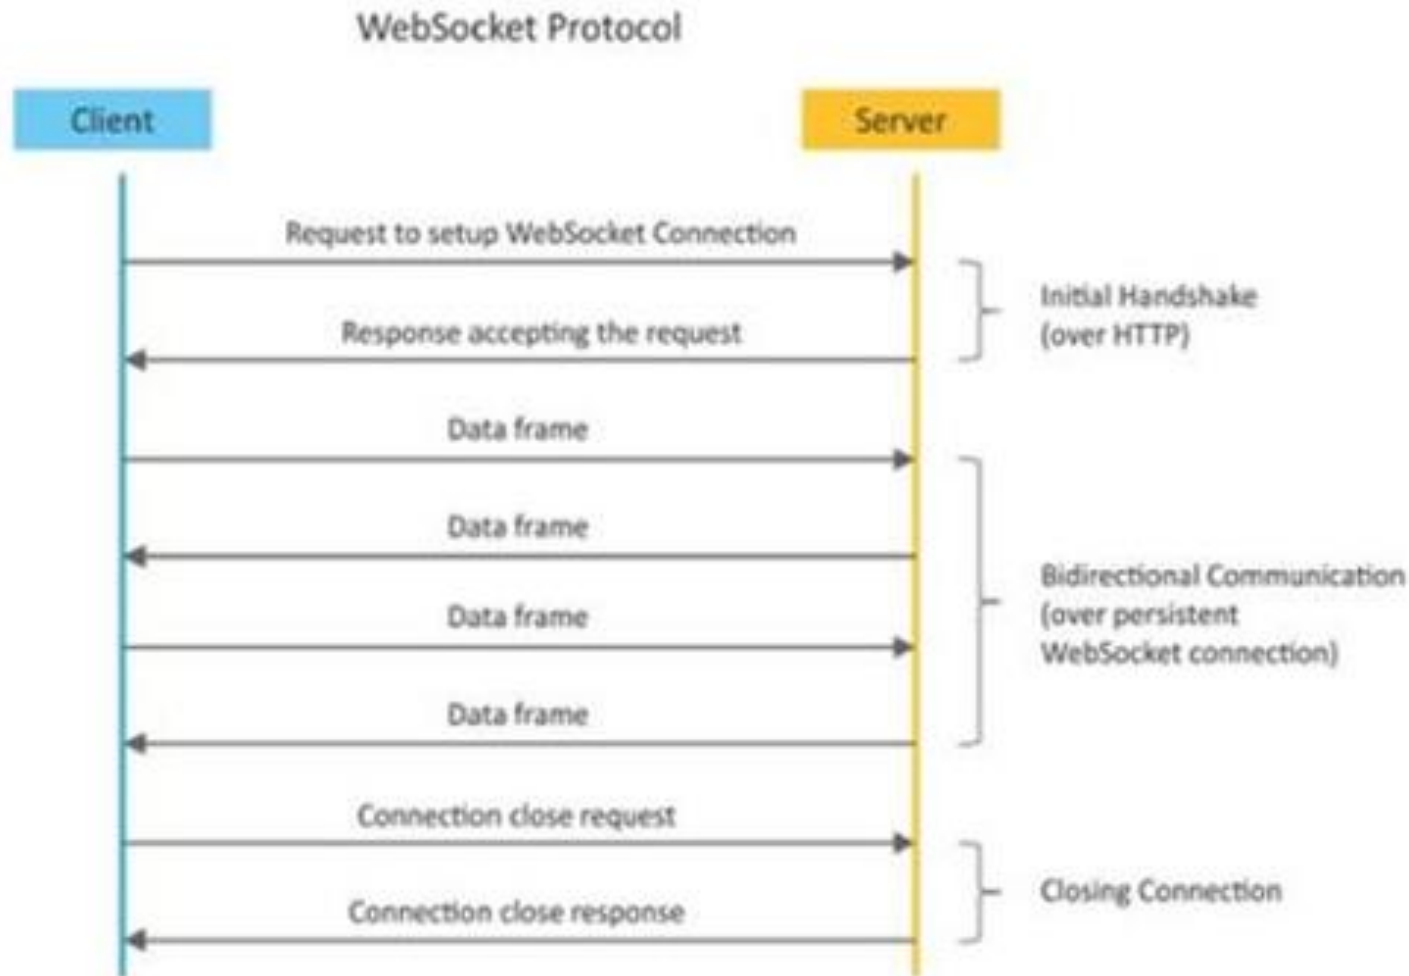 WebSocket Protocol
Client
Server
Request to setup WebSocket Connection
Response accepting the request
Initial Handshake
(over HTTP)
Data frame
Data frame
Data frame
Data frame
Bidirectional Communication
(over persistent
WebSocket connection)
Connection close request
Connection close response
Closing Connection